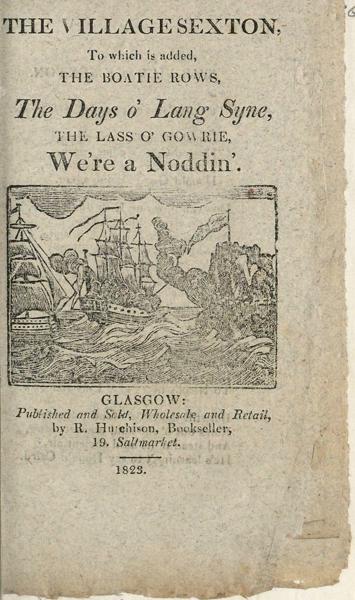 THE VILLAGE SEXTON,
To which is added,
THE BOATIE ROWS,
The Days o' Lang Syne,
THE LASS O' GOWRIE,
We're a Noddin'.
GLASGOW:
Published and Sold, Wholesale and Retail,
by R. Hutchison, Bookseller,
19, Saltmarket.
1823.